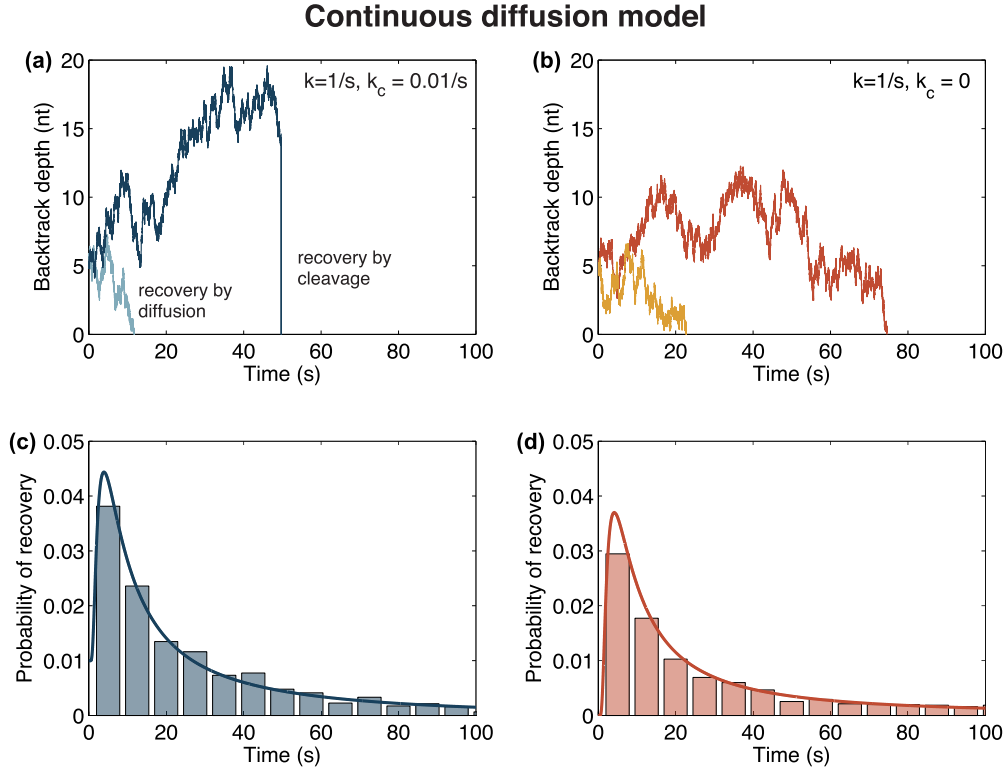 Continuous diffusion model
(a)
k=1/s, kc = 0.01/s
Backtrack depth (nt)
20
15
10
5
0
recovery by
diffusion
recovery by
cleavage
0 20 40 60 80 100
Time (s)
(b)
k=1/s, kc = 0
Backtrack depth (nt)
20
15
10
5
0
0 20 40 60 80 100
Time (s)
(c)
Probability of recovery
0.05
0.04
0.03
0.02
0.01
0
0 20 40 60 80 100
Time (s)
(d)
Probability of recovery
0.05
0.04
0.03
0.02
0.01
0
0 20 40 60 80 100
Time (s)